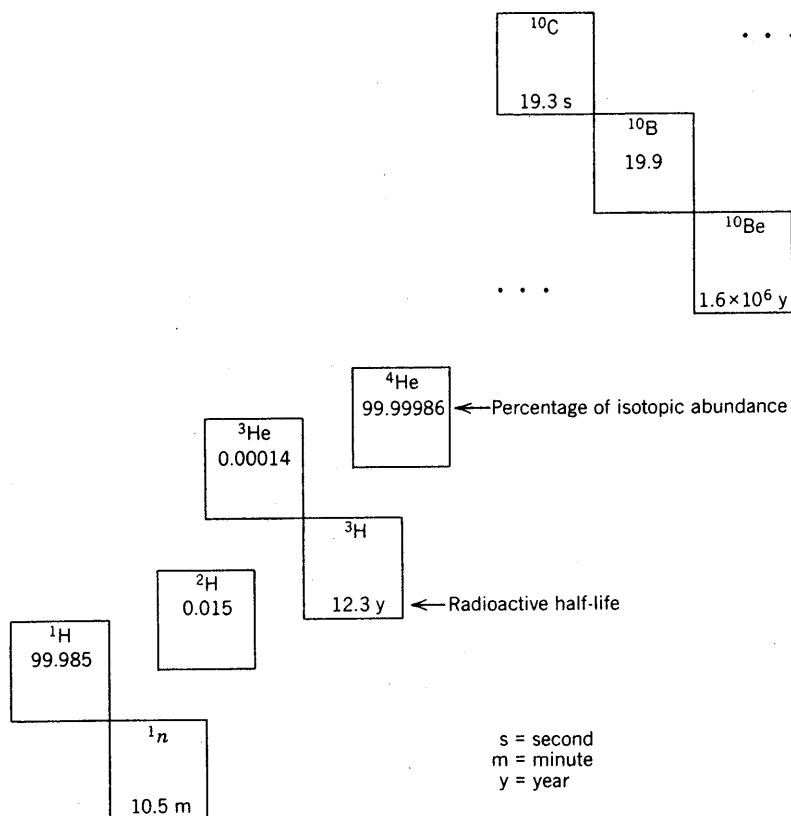 ¹⁰C
. . .
19.3 s
¹⁰B
19.9
¹⁰Be
. . .
1.6×10⁶ y
⁴He
99.99986 ←Percentage of isotopic abundance
³He
0.00014
³H
12.3 y ←Radioactive half-life
²H
0.015
¹H
99.985
¹n
10.5 m
s = second
m = minute
y = year